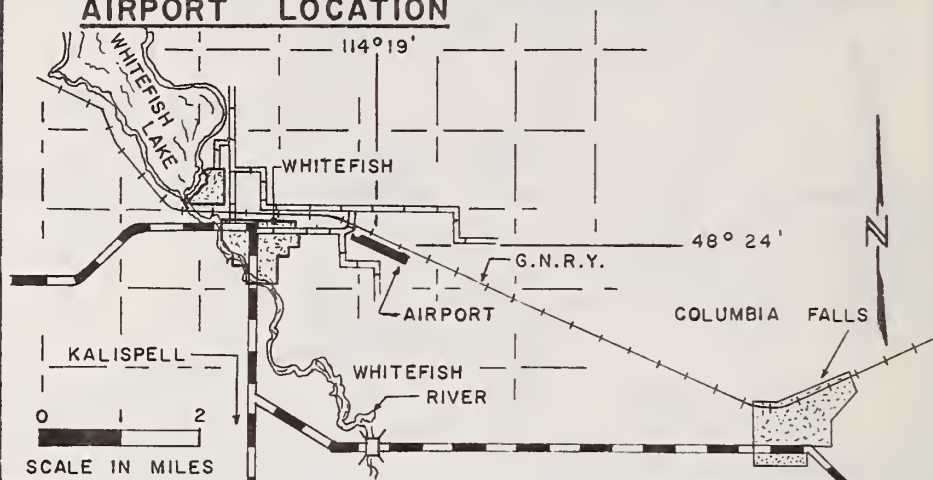 AIRPORT LOCATION
114°19'
WHITEFISH LAKE
WHITEFISH
48° 24'
N
G.N.R.Y.
AIRPORT
COLUMBIA FALLS
KALISPELL
WHITEFISH
RIVER
0 1 2
SCALE IN MILES